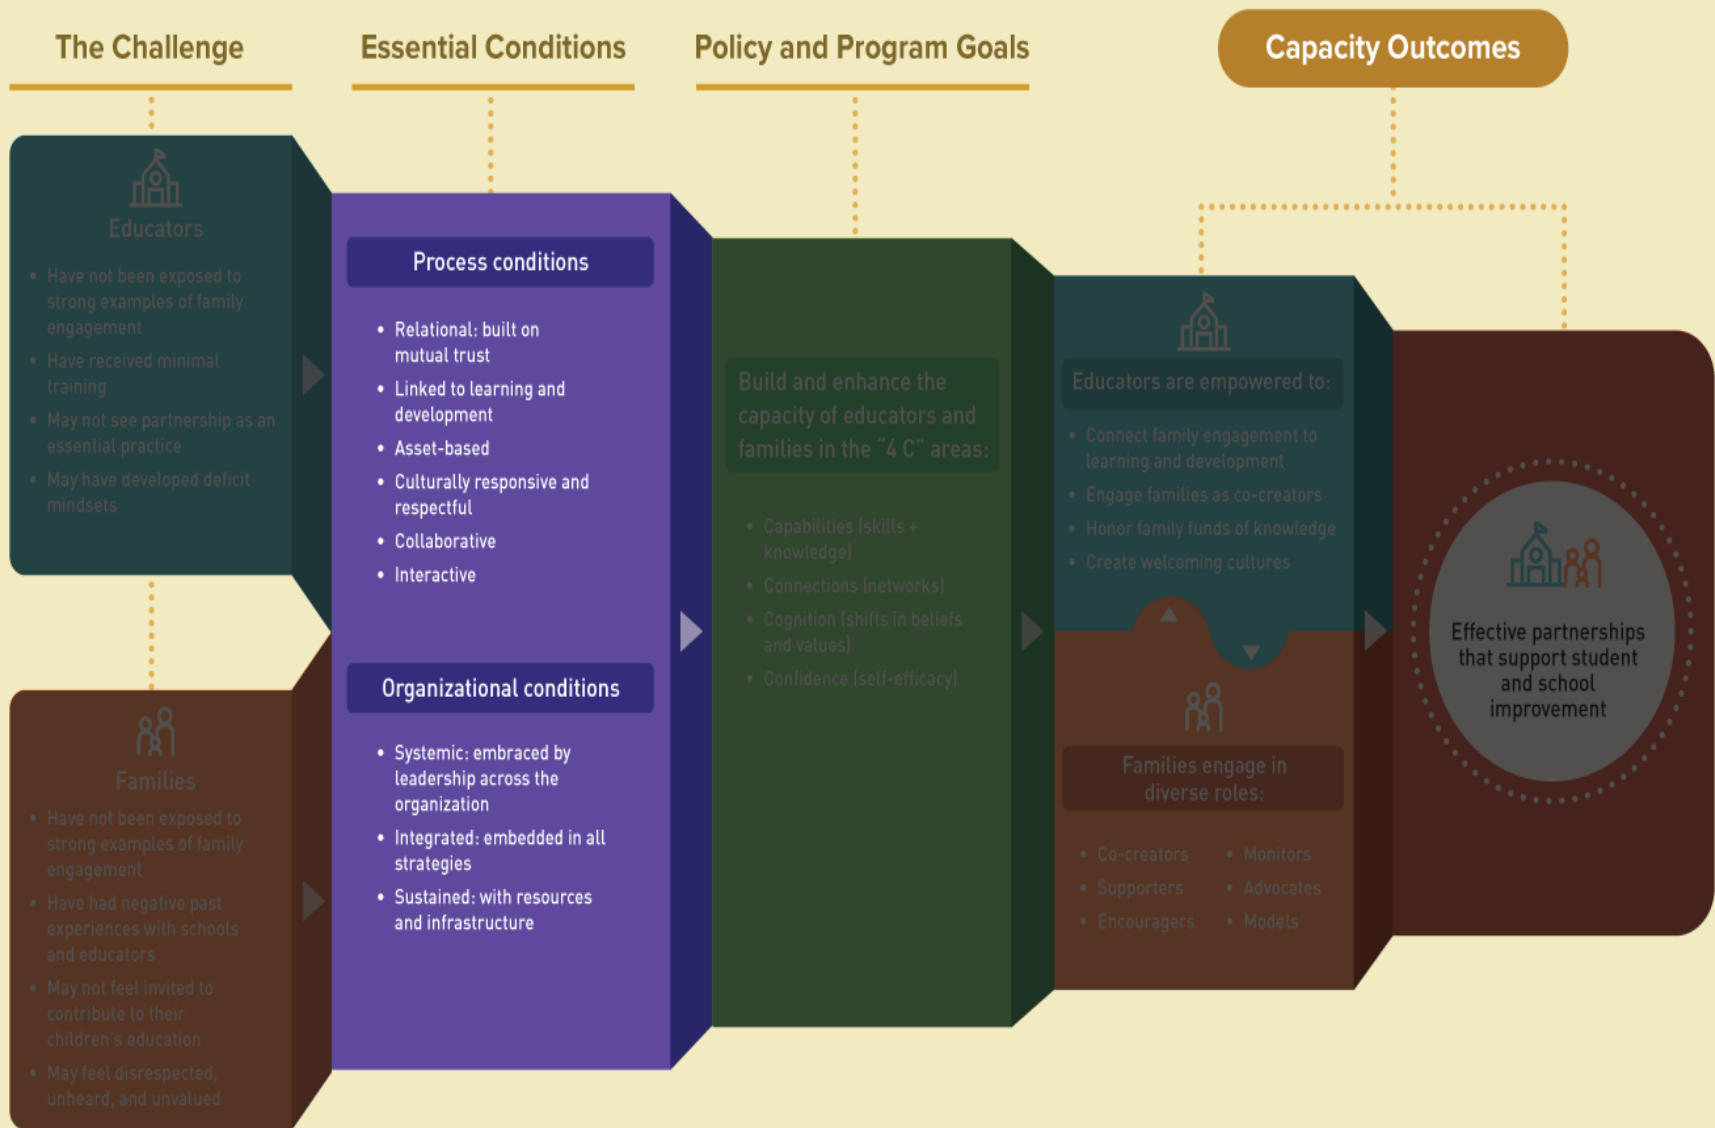 The Challenge
Essential Conditions
Policy and Program Goals
Capacity Outcomes
Educators
• Have not been exposed to
strong examples of family
engagement
• Have received minimal
training
• May not see partnership as an
essential practice
• May have developed deficit
mindsets
Families
• Have not been exposed to
strong examples of family
engagement
• Have had negative past
experiences with schools
and educators
• May not feel invited to
contribute to their
children's education
• May feel disrespected,
unheard, and unvalued
Process conditions
• Relational: built on
mutual trust
• Linked to learning and
development
• Asset-based
• Culturally responsive and
respectful
• Collaborative
• Interactive
Organizational conditions
• Systemic: embraced by
leadership across the
organization
• Integrated: embedded in all
strategies
• Sustained: with resources
and infrastructure
Build and enhance the
capacity of educators and
families in the “4 C” areas:
• Capabilities (skills +
knowledge)
• Connections (networks)
• Cognition (shifts in beliefs
and values)
• Confidence (self-efficacy)
Educators are empowered to:
• Connect family engagement to
learning and development
• Engage families as co-creators
• Honor family funds of knowledge
• Create welcoming cultures
Families engage in
diverse roles:
• Co-creators
• Supporters
• Encouragers
• Monitors
• Advocates
• Models
Effective partnerships
that support student
and school
improvement